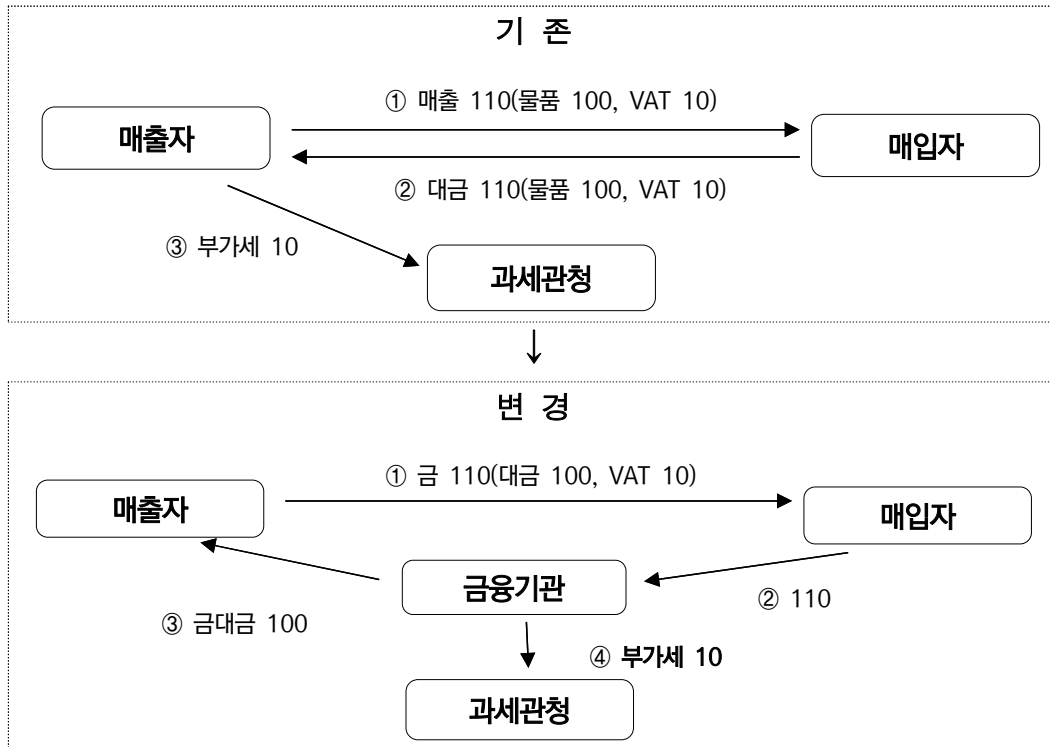 기 존
① 매출 110(물품 100, VAT 10)
매출자
매입자
② 대금 110(물품 100, VAT 10)
③ 부가세 10
과세관청
↓
변 경
① 금 110(대금 100, VAT 10)
매출자
매입자
금융기관
② 110
③ 금대금 100
④ 부가세 10
과세관청